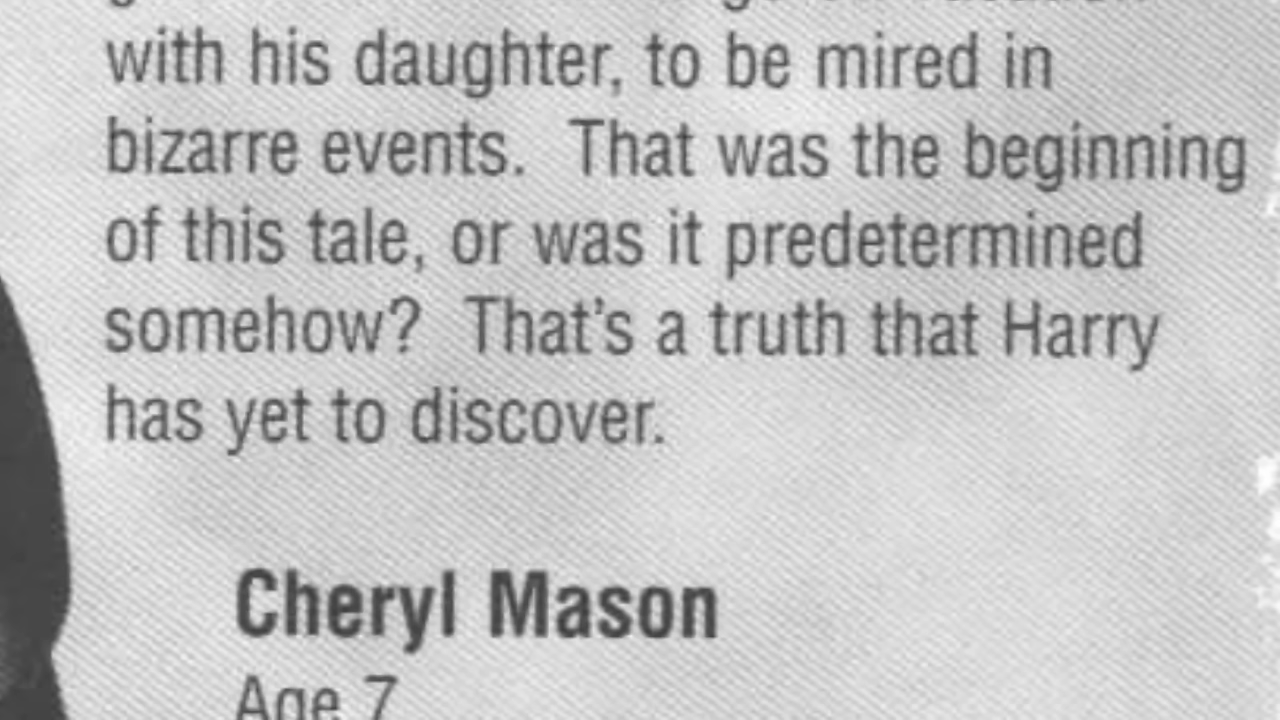 with his daughter, to be mired in
bizarre events.  That was the beginning
of this tale, or was it predetermined
somehow?  That's a truth that Harry
has yet to discover.
Cheryl Mason
Age 7